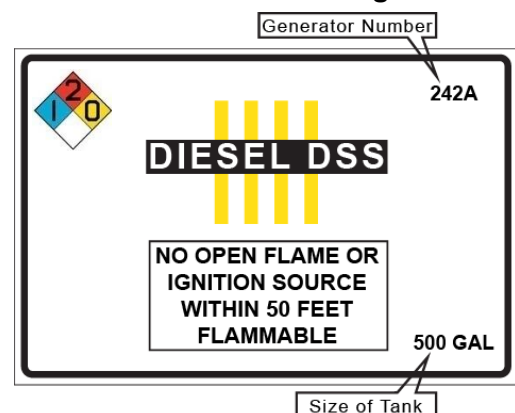 Generator Number
242A
2
1 0
DIESEL DSS
NO OPEN FLAME OR
IGNITION SOURCE
WITHIN 50 FEET
FLAMMABLE
500 GAL
Size of Tank